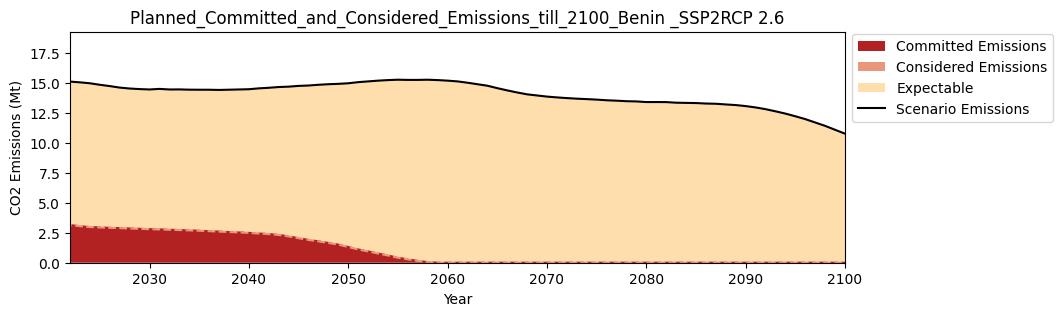 Planned_Committed_and_Considered_Emissions_till_2100_Benin _SSP2RCP 2.6
17.5
15.0
12.5
10.0
7.5
5.0
2.5
0.0
CO2 Emissions (Mt)
2030
2040
2050
2060
2070
2080
2090
2100
Year
Committed Emissions
Considered Emissions
Expectable
Scenario Emissions